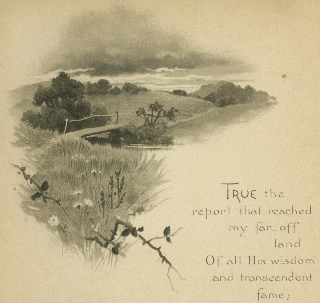 TRUE the
report that reached
my far-off
land
Of all His wisdom
and transcendent
fame;